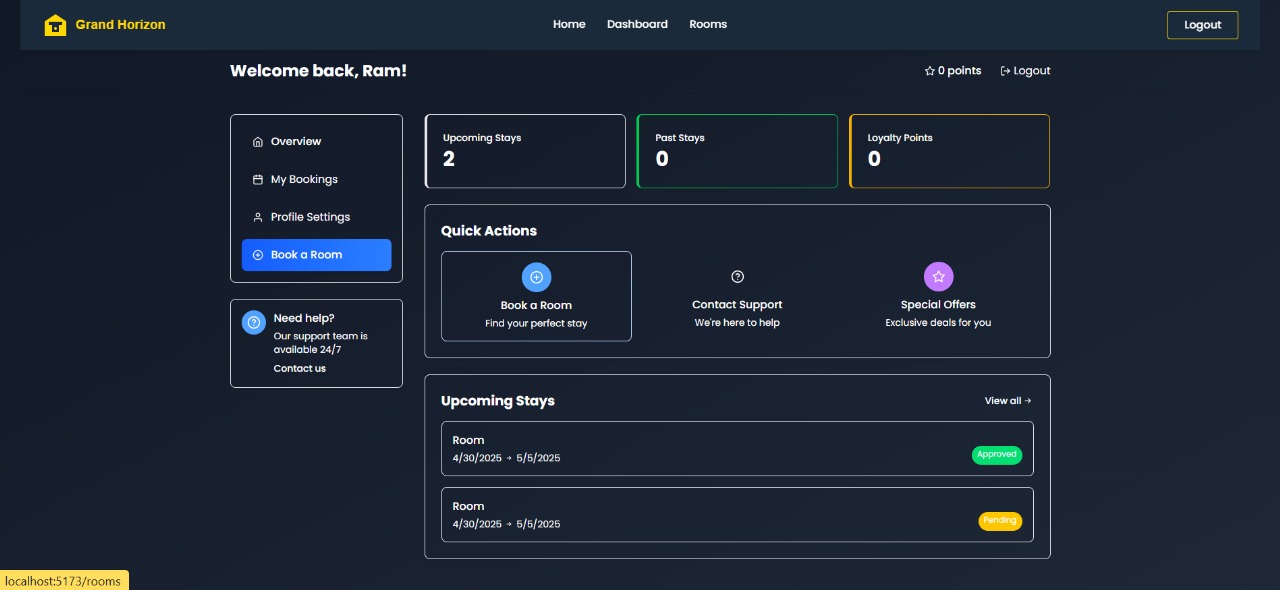 Grand Horizon
Home Dashboard Rooms
Logout
Welcome back, Ram!
0 points Logout
Overview
My Bookings
Profile Settings
Book a Room
Need help?
Our support team is
available 24/7
Contact us
Upcoming Stays
2
Past Stays
0
Loyalty Points
0
Quick Actions
Book a Room
Find your perfect stay
Contact Support
We're here to help
Special Offers
Exclusive deals for you
Upcoming Stays
View all →
Room
4/30/2025 → 5/5/2025
Approved
Room
4/30/2025 → 5/5/2025
Pending
localhost:5173/rooms